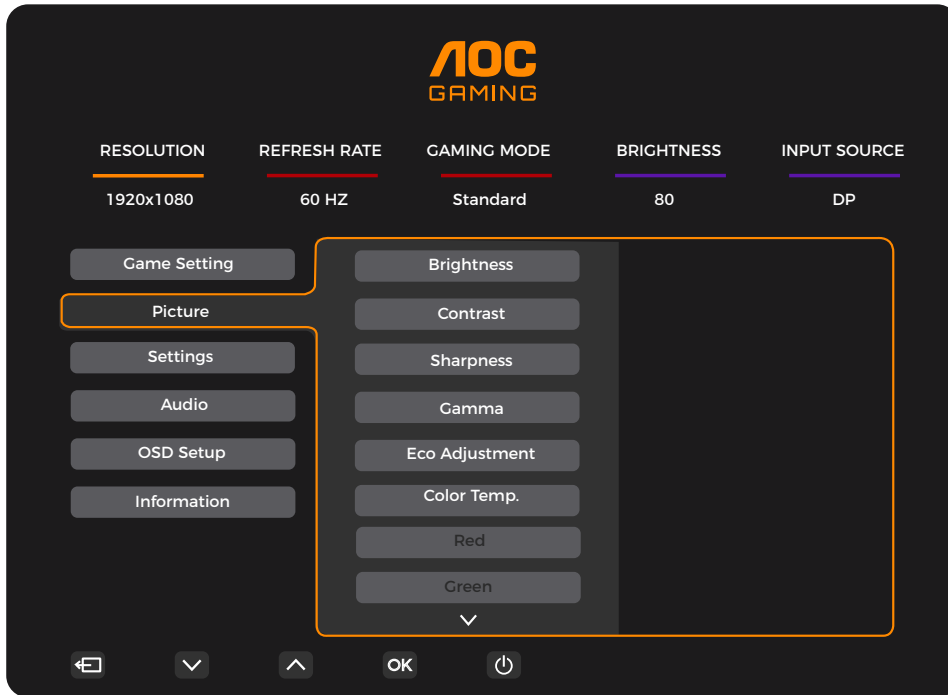 AOC
GAMING
RESOLUTION REFRESH RATE GAMING MODE BRIGHTNESS INPUT SOURCE
1920x1080 60 HZ Standard 80 DP
Game Setting
Picture
Settings
Audio
OSD Setup
Information
Brightness
Contrast
Sharpness
Gamma
Eco Adjustment
Color Temp.
Red
Green
OK